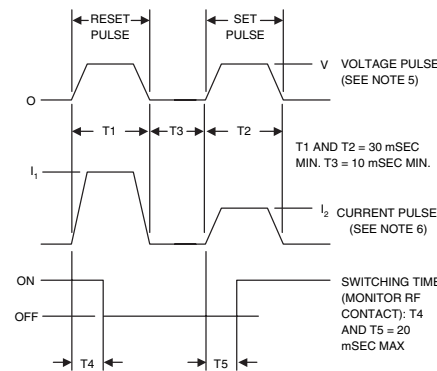 RESET
PULSE
SET
PULSE
V
VOLTAGE PULSE
(SEE NOTE 5)
O
T1
T3
T2
T1 AND T2 = 30 mSEC
MIN. T3 = 10 mSEC MIN.
I1
I2
CURRENT PULSE
(SEE NOTE 6)
ON
OFF
SWITCHING TIME
(MONITOR RF
CONTACT): T4
AND T5 = 20
mSEC MAX
T4
T5